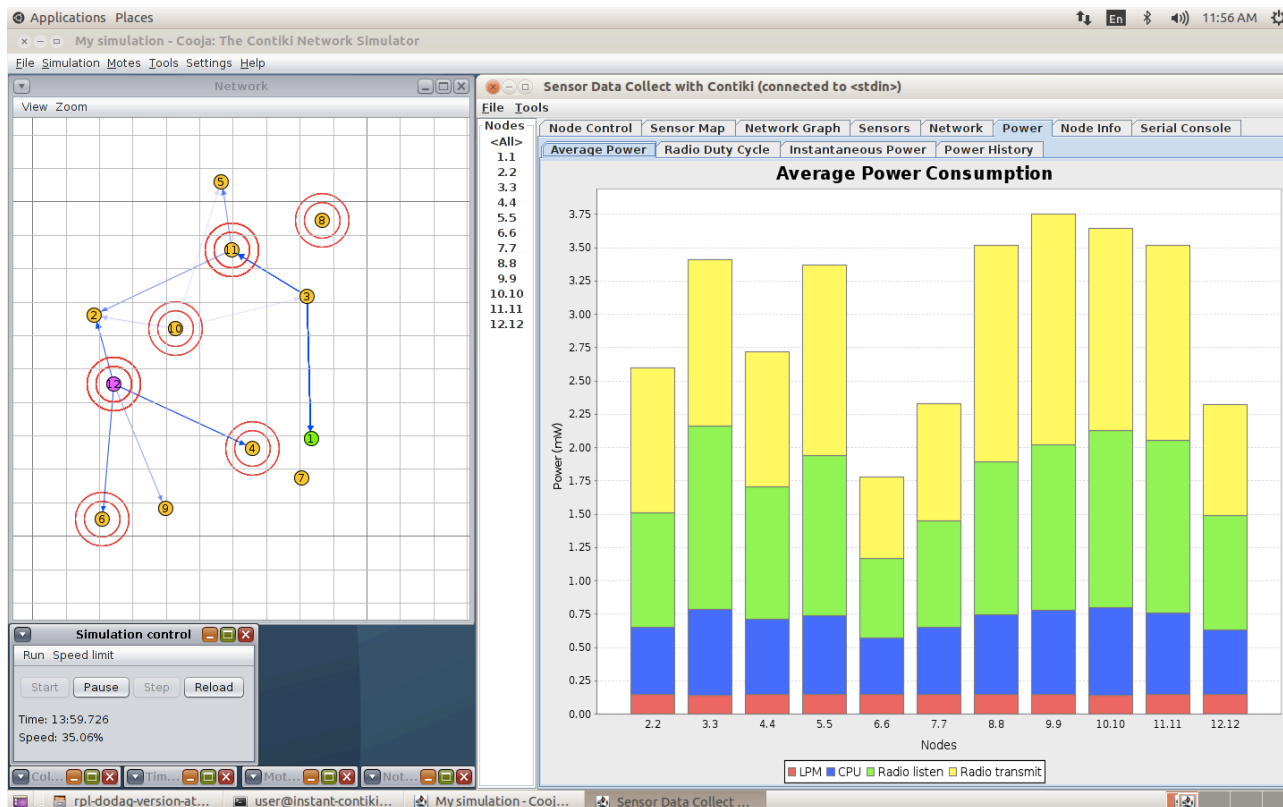 Applications Places
En 11:56 AM
My simulation - Cooja: The Contiki Network Simulator
File Simulation Motes Tools Settings Help
Network
View Zoom
5
8
11
3
2
10
12
1
4
7
9
6
Simulation control
Run Speed limit
Start Pause Step Reload
Time: 13:59.726
Speed: 35.06%
Col... Tim... Mot... Not...
Sensor Data Collect with Contiki (connected to <stdin>)
File Tools
Nodes
<All>
1.1
2.2
3.3
4.4
5.5
6.6
7.7
8.8
9.9
10.10
11.11
12.12
Node Control Sensor Map Network Graph Sensors Network Power Node Info Serial Console
Average Power Radio Duty Cycle Instantaneous Power Power History
Average Power Consumption
Power (mW)
3.75
3.50
3.25
3.00
2.75
2.50
2.25
2.00
1.75
1.50
1.25
1.00
0.75
0.50
0.25
0.00
2.2 3.3 4.4 5.5 6.6 7.7 8.8 9.9 10.10 11.11 12.12
Nodes
LPM CPU Radio listen Radio transmit
rpl-dodag-version-at... user@instant-contiki... My simulation - Cooj... Sensor Data Collect ...